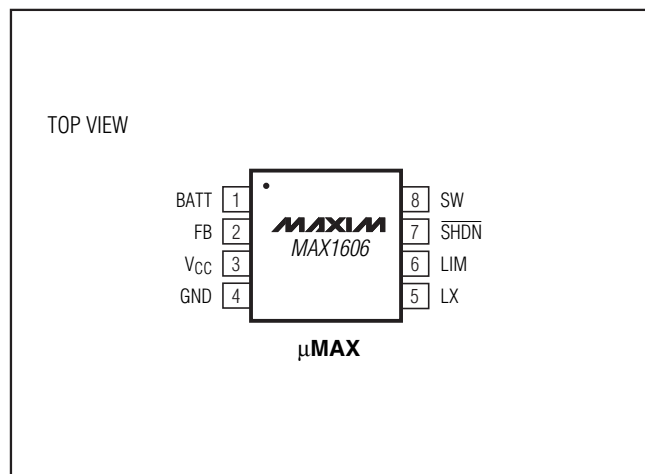 TOP VIEW
BATT 1
FB 2
VCC 3
GND 4
MAXIM
MAX1606
8 SW
7 SHDN
6 LIM
5 LX
µMAX